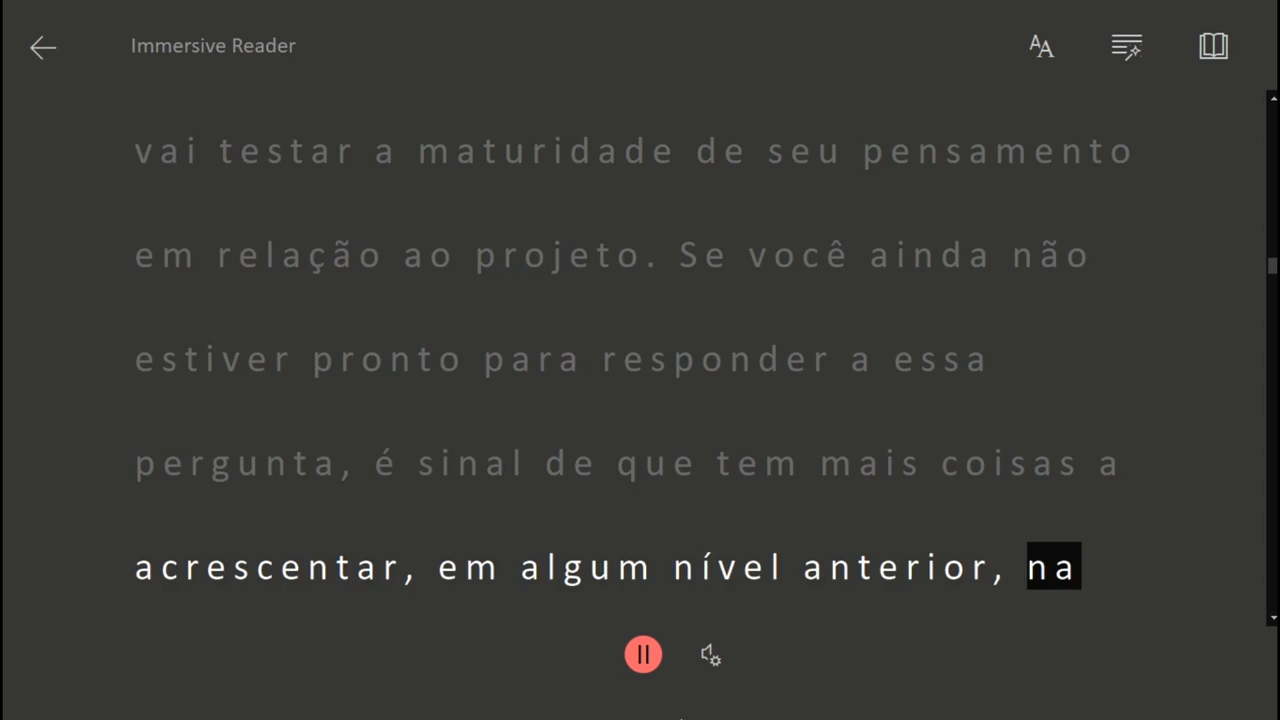 Immersive Reader
vai testar a maturidade de seu pensamento
em relação ao projeto. Se você ainda não
estiver pronto para responder a essa
pergunta, é sinal de que tem mais coisas a
acrescentar, em algum nível anterior, na